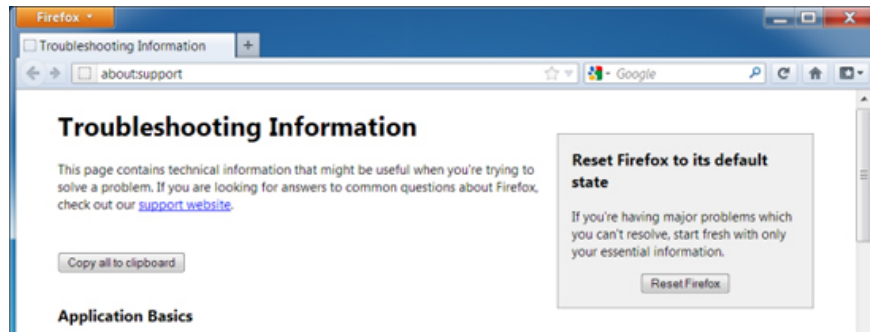 Firefox
Troubleshooting Information
about:support
Google
Troubleshooting Information
This page contains technical information that might be useful when you're trying to
solve a problem. If you are looking for answers to common questions about Firefox,
check out our support website.
Copy all to clipboard
Application Basics
Reset Firefox to its default
state
If you're having major problems which
you can't resolve, start fresh with only
your essential information.
Reset Firefox